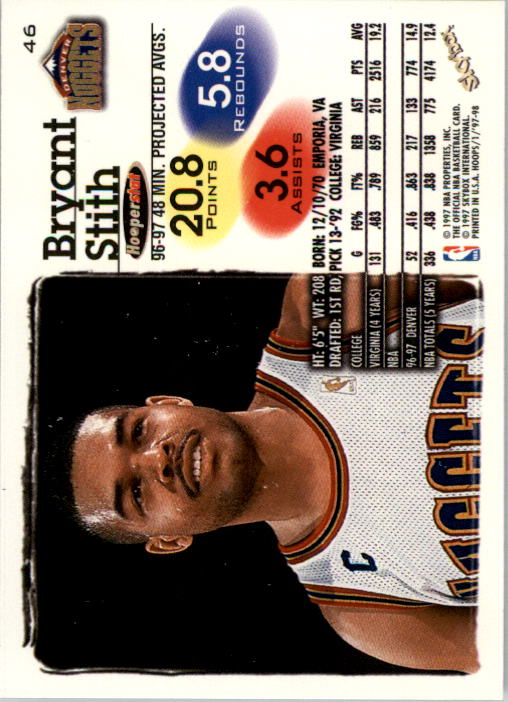 46
DENVER
NUGGETS
Bryant
Stith
HooperStat
96-97 48 MIN. PROJECTED AVGS.
20.8
POINTS
5.8
REBOUNDS
3.6
ASSISTS
HT: 6'5" WT: 208 BORN: 12/10/70 EMPORIA, VA
DRAFTED: 1ST RD, PICK 13-'92 COLLEGE: VIRGINIA
COLLEGE G FG% FT% REB AST PTS AVG
VIRGINIA (4 YEARS) 131 .483 .789 859 216 2516 19.2
NBA
96-97 DENVER 52 .416 .863 217 133 774 14.9
NBA TOTALS (5 YEARS) 336 .438 .838 1358 775 4174 12.4
© 1997 NBA PROPERTIES, INC.
THE OFFICIAL NBA BASKETBALL CARD.
© 1997 SKYBOX INTERNATIONAL.
PRINTED IN U.S.A. HOOPS/1/'97-98
SKYBOX
C
NUGGETS